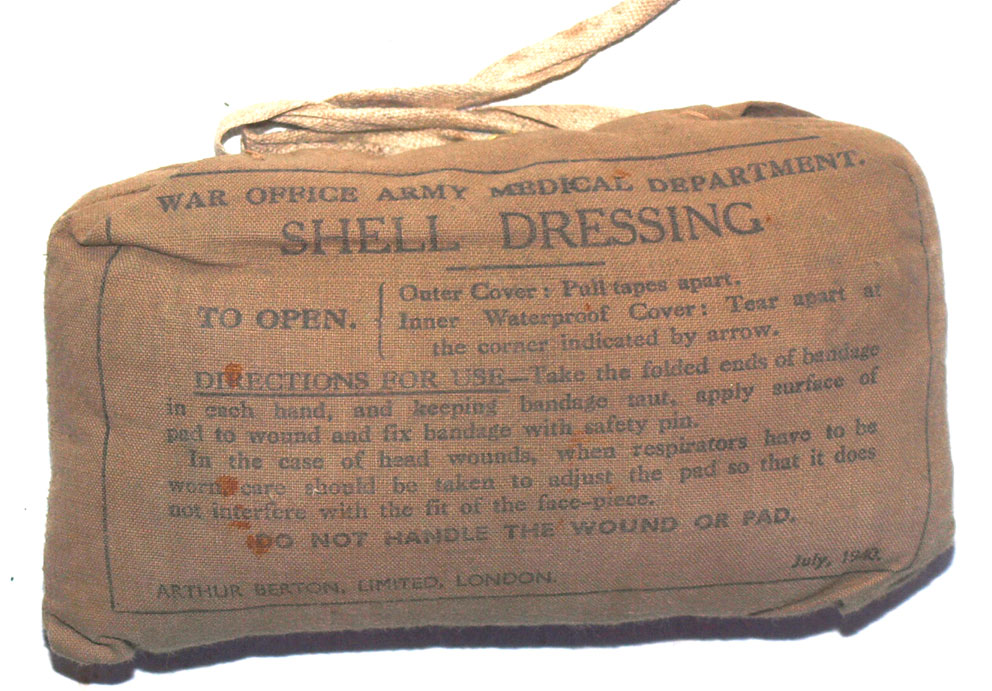 WAR OFFICE ARMY MEDICAL DEPARTMENT.
SHELL DRESSING
TO OPEN. { Outer Cover: Pull tapes apart.
Inner Waterproof Cover: Tear apart at
the corner indicated by arrow.
DIRECTIONS FOR USE—Take the folded ends of bandage
in each hand, and keeping bandage taut, apply surface of
pad to wound and fix bandage with safety pin.
In the case of head wounds, when respirators have to be
worn, care should be taken to adjust the pad so that it does
not interfere with the fit of the face-piece.
DO NOT HANDLE THE WOUND OR PAD.
July, 1940.
ARTHUR BERTON, LIMITED, LONDON.